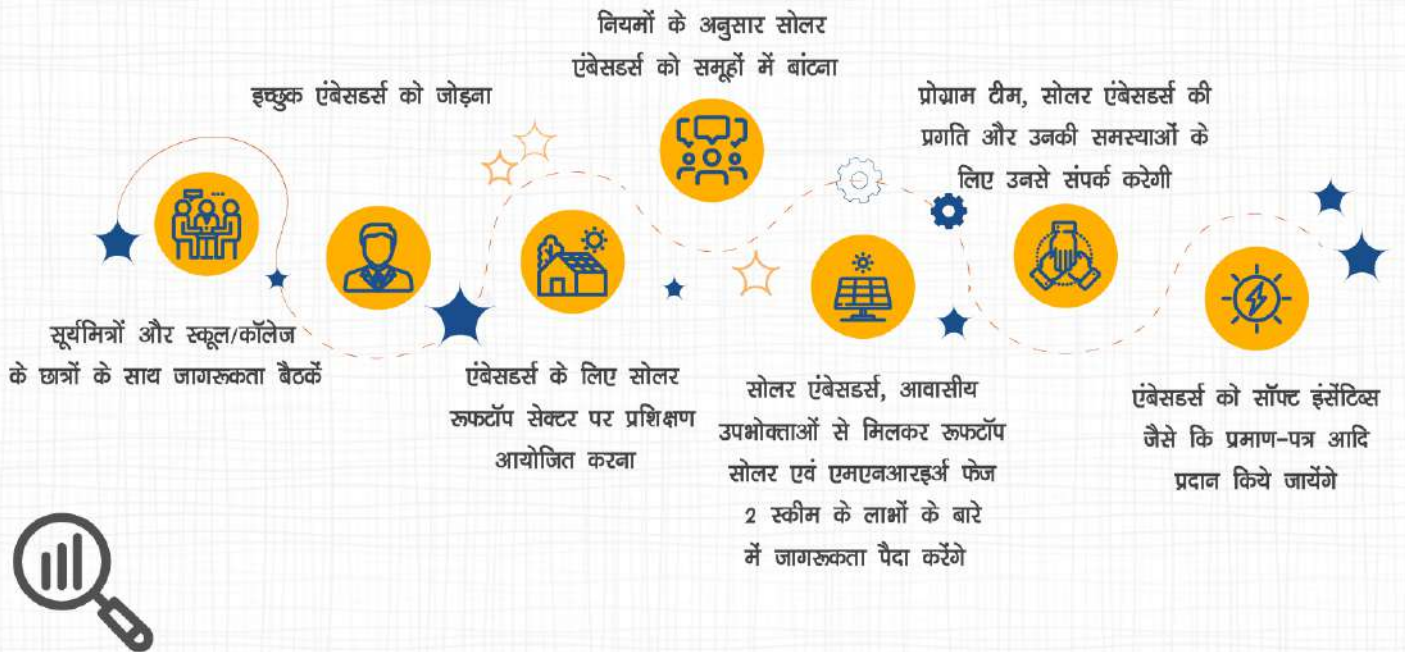 सूर्यमित्रों और स्कूल/कॉलेज
के छात्रों के साथ जागरूकता बैठकें
इच्छुक एंबेसडर्स को जोड़ना
एंबेसडर्स के लिए सोलर
रूफटॉप सेक्टर पर प्रशिक्षण
आयोजित करना
नियमों के अनुसार सोलर
एंबेसडर्स को समूहों में बांटना
सोलर एंबेसडर्स, आवासीय
उपभोक्ताओं से मिलकर रूफटॉप
सोलर एवं एमएनआरइर्अ फेज
2 स्कीम के लाभों के बारे
में जागरूकता पैदा करेंगे
प्रोग्राम टीम, सोलर एंबेसडर्स की
प्रगति और उनकी समस्याओं के
लिए उनसे संपर्क करेगी
एंबेसडर्स को सॉफ्ट इंसेंटिव्स
जैसे कि प्रमाण-पत्र आदि
प्रदान किये जायेंगे